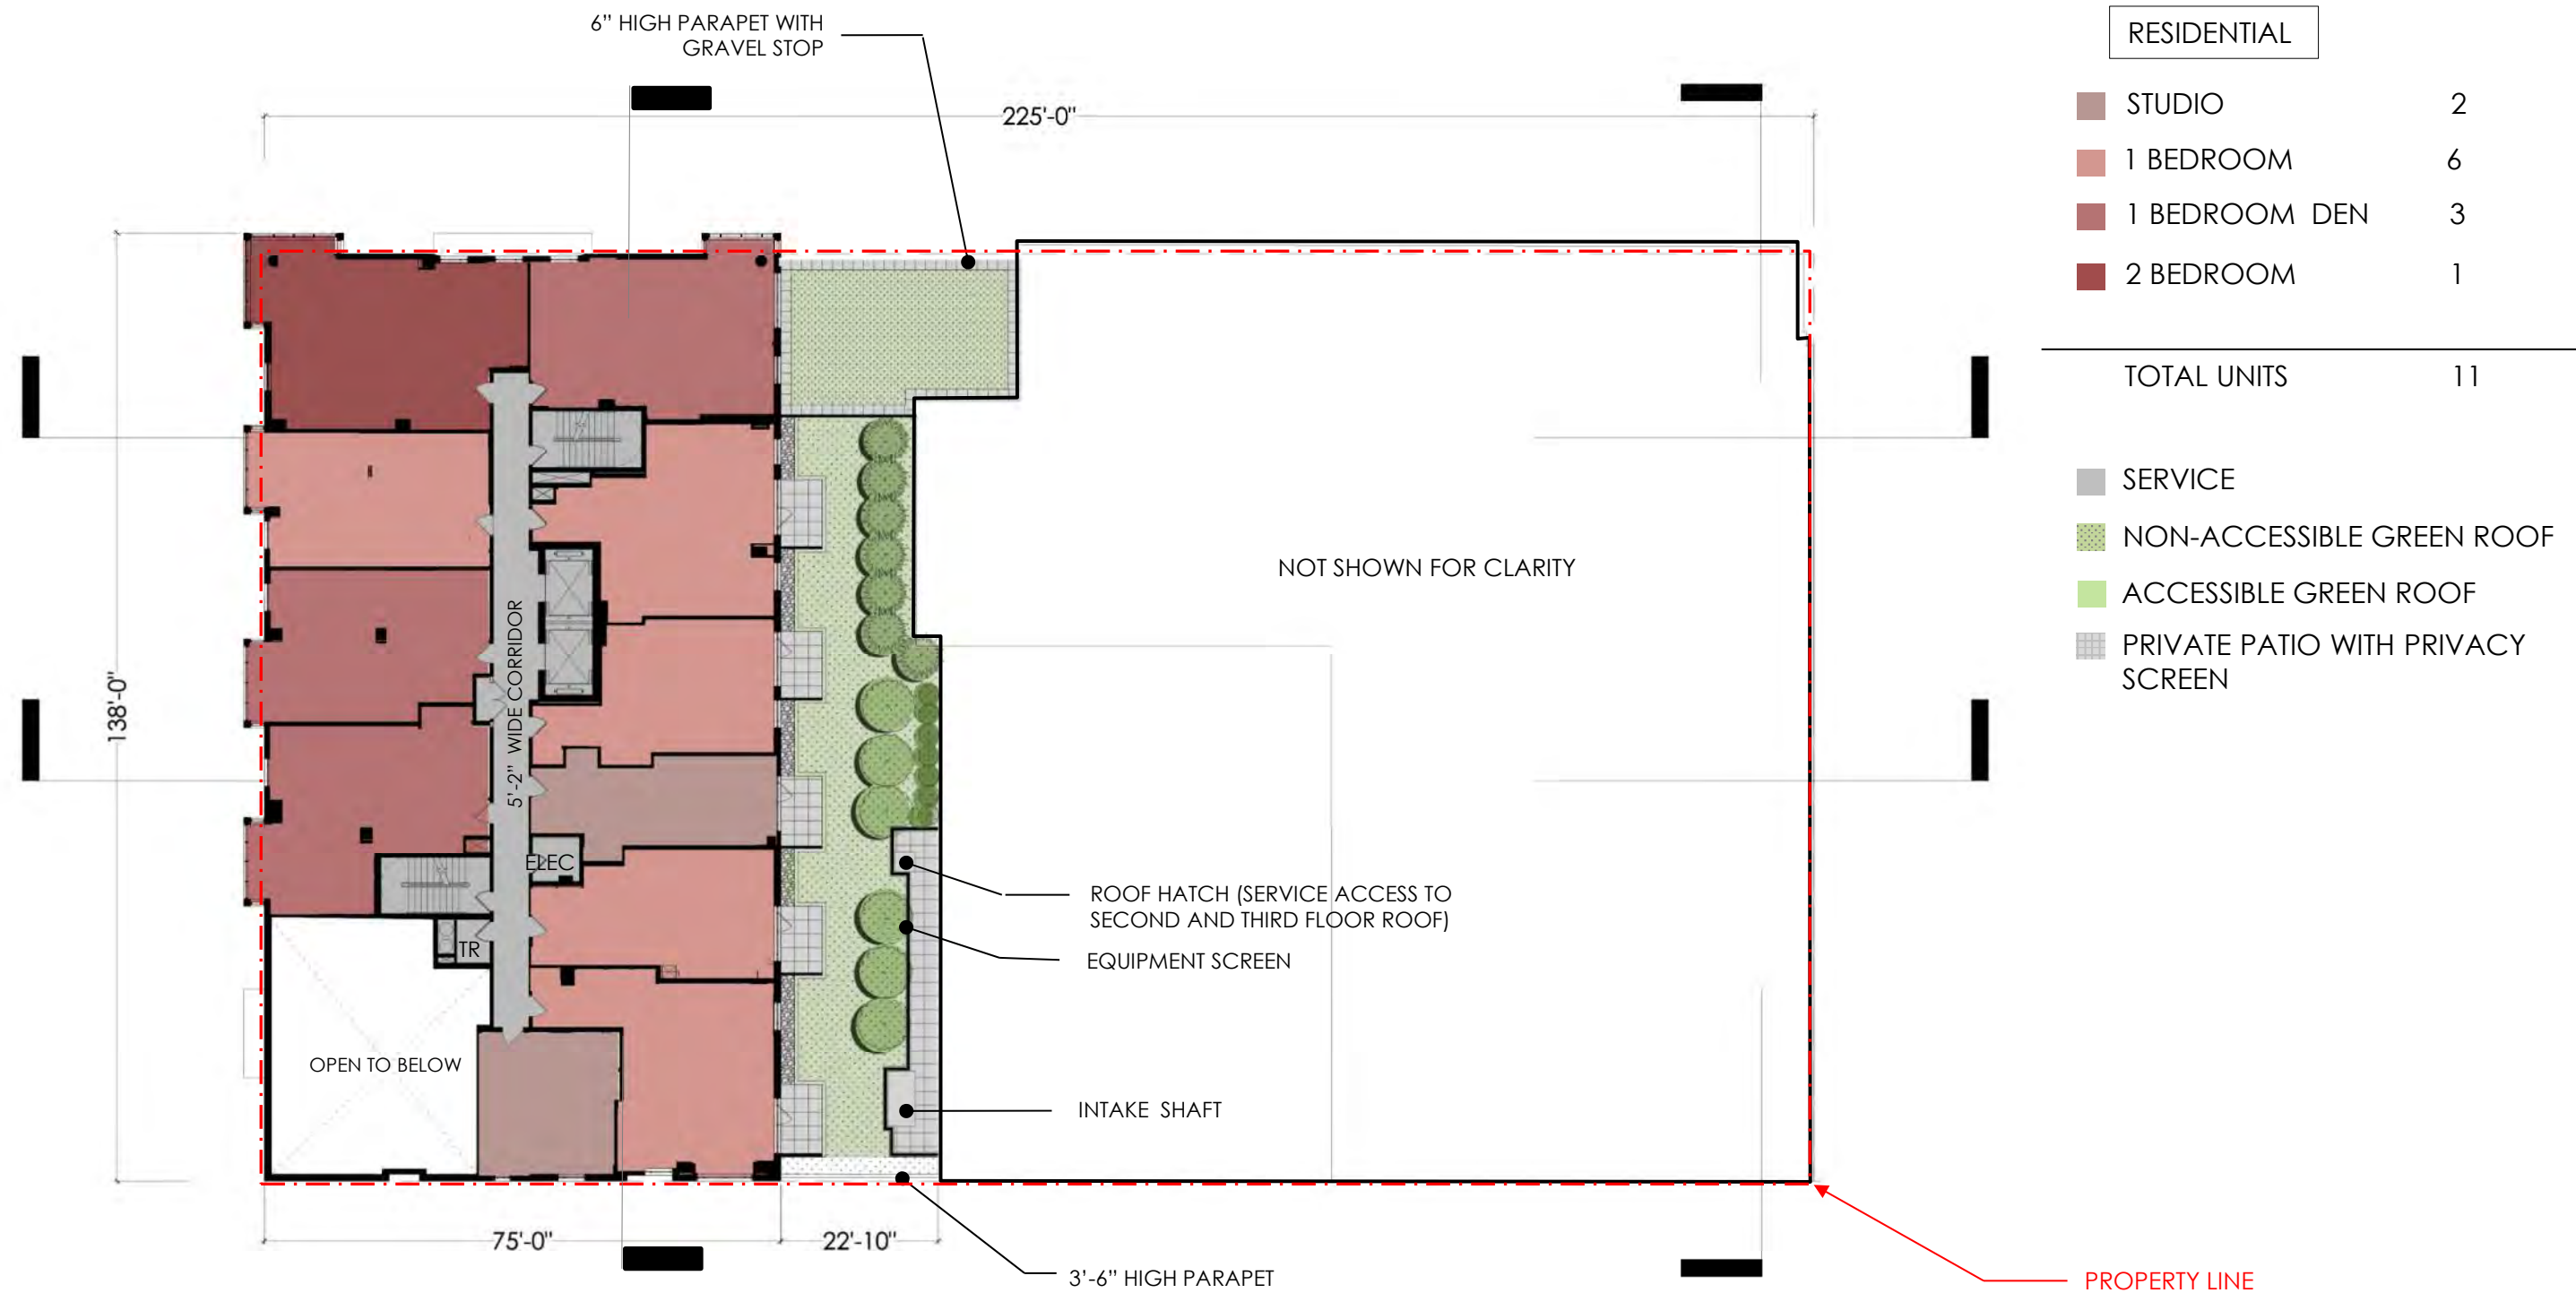 6” HIGH PARAPET WITH
GRAVEL STOP
225'-0"
138'-0"
5'-2" WIDE CORRIDOR
ELEC
TR
OPEN TO BELOW
NOT SHOWN FOR CLARITY
ROOF HATCH (SERVICE ACCESS TO
SECOND AND THIRD FLOOR ROOF)
EQUIPMENT SCREEN
INTAKE SHAFT
75'-0"
22'-10"
3'-6” HIGH PARAPET
PROPERTY LINE
RESIDENTIAL
STUDIO 2
1 BEDROOM 6
1 BEDROOM DEN 3
2 BEDROOM 1
TOTAL UNITS 11
SERVICE
NON-ACCESSIBLE GREEN ROOF
ACCESSIBLE GREEN ROOF
PRIVATE PATIO WITH PRIVACY
SCREEN